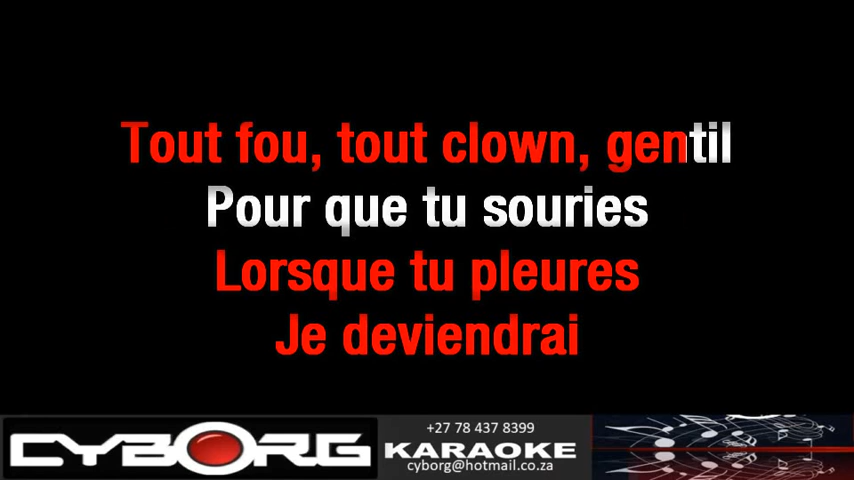 Tout fou, tout clown, gentil
Pour que tu souries
Lorsque tu pleures
Je deviendrai
CYBORG
+27 78 437 8399
KARAOKE
cyborg@hotmail.co.za